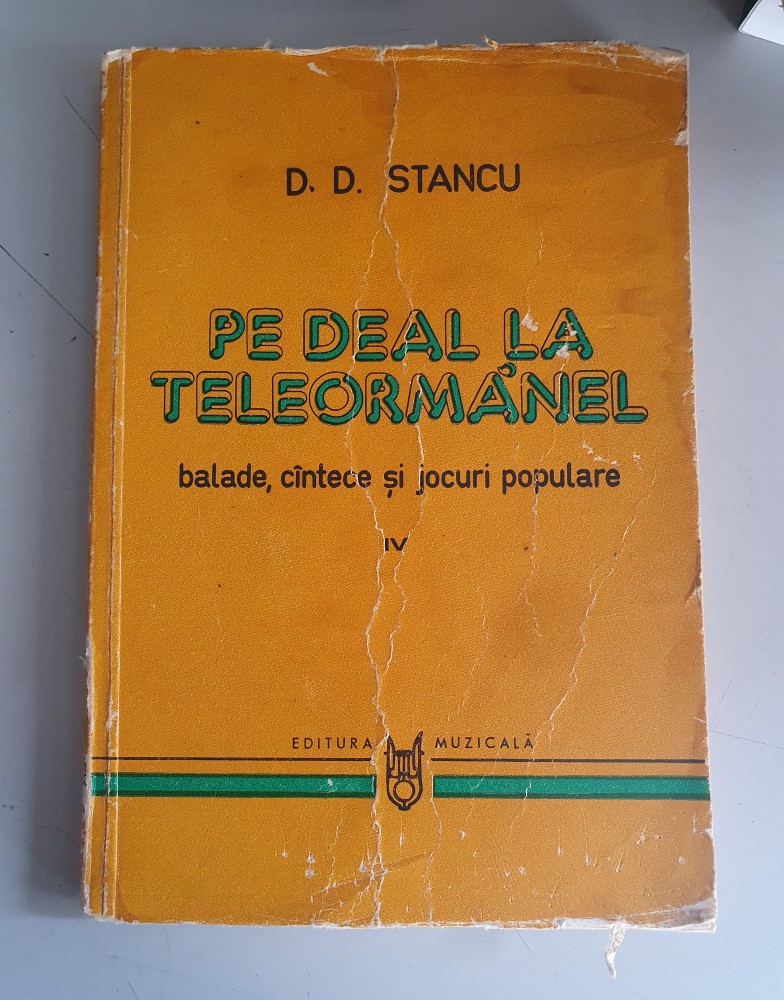 D. D. STANCU
PE DEAL LA
TELEORMĂNEL
balade, cîntece și jocuri populare
IV
EDITURA MUZICALĂ